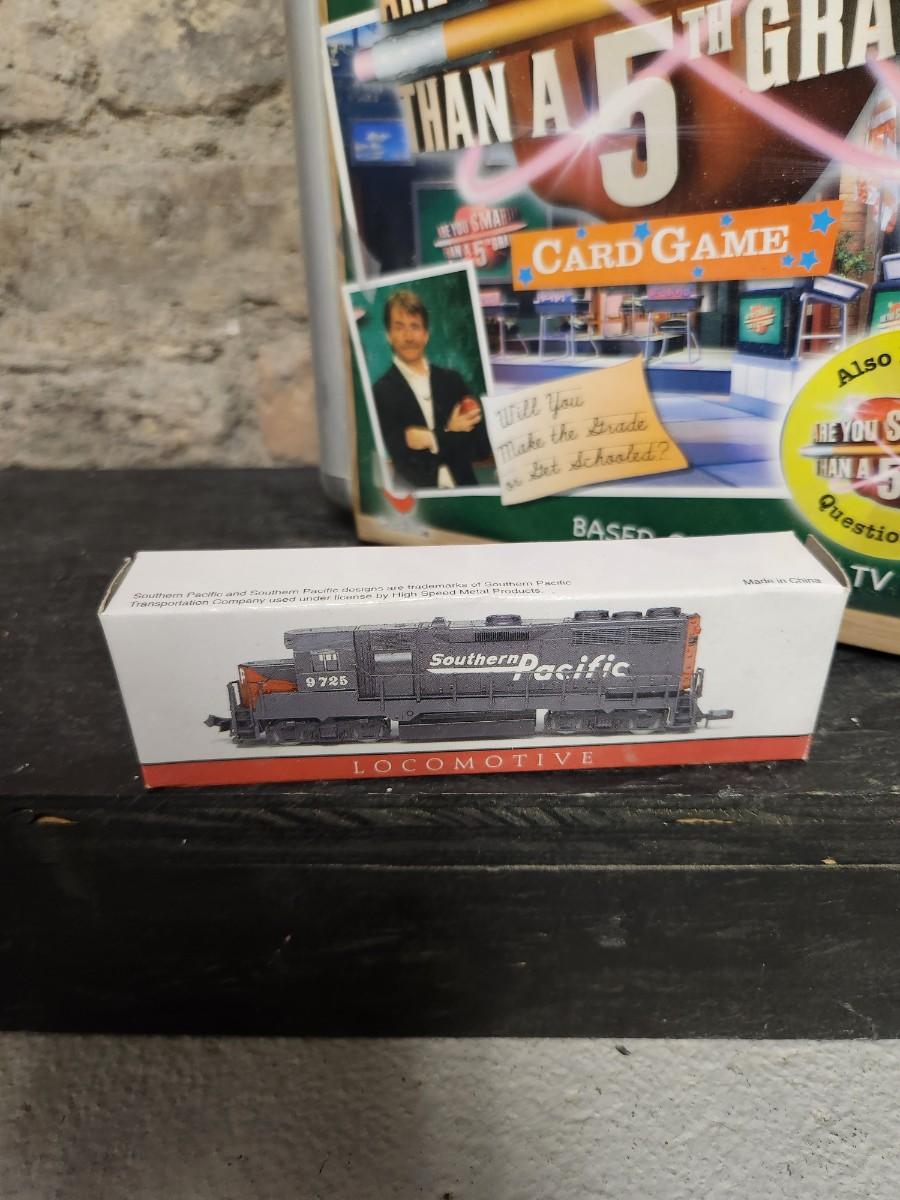 THAN A 5TH GRA
ARE YOU SMART
THAN A 5TH GRA
CARD GAME
Will You
Make the Grade
or Get Schooled?
Also
ARE YOU S
HAN A 5
Questio
BASED
TV
Southern Pacific and Southern Pacific designs are trademarks of Southern Pacific
Transportation Company used under license by High Speed Metal Products.
Made in China
Southern Pacific
9725
LOCOMOTIVE